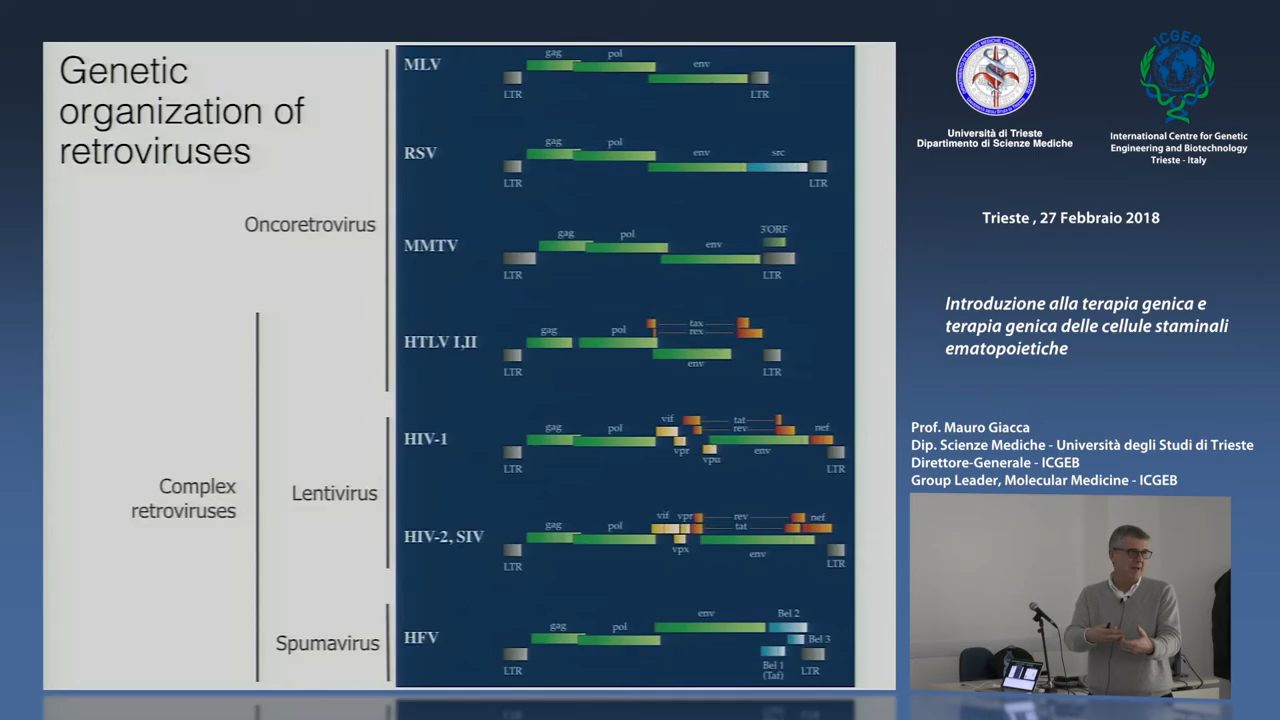 Genetic
organization of
retroviruses
Oncoretrovirus
Complex
retroviruses
Lentivirus
Spumavirus
MLV
gag
pol
env
LTR
LTR
RSV
gag
pol
env
src
LTR
LTR
MMTV
gag
pol
env
3'ORF
LTR
LTR
HTLV I,II
gag
pol
tax
rex
env
LTR
LTR
HIV-1
gag
pol
vif
tat
rev
nef
vpr
vpu
env
LTR
LTR
HIV-2, SIV
gag
pol
vif vpr
rev
tat
nef
vpx
env
LTR
LTR
HFV
gag
pol
env
Bel 2
Bel 3
Bel 1
(Taf)
LTR
LTR
ICGEB
Università di Trieste
Dipartimento di Scienze Mediche
International Centre for Genetic
Engineering and Biotechnology
Trieste - Italy
Trieste , 27 Febbraio 2018
Introduzione alla terapia genica e
terapia genica delle cellule staminali
ematopoietiche
Prof. Mauro Giacca
Dip. Scienze Mediche - Università degli Studi di Trieste
Direttore-Generale - ICGEB
Group Leader, Molecular Medicine - ICGEB